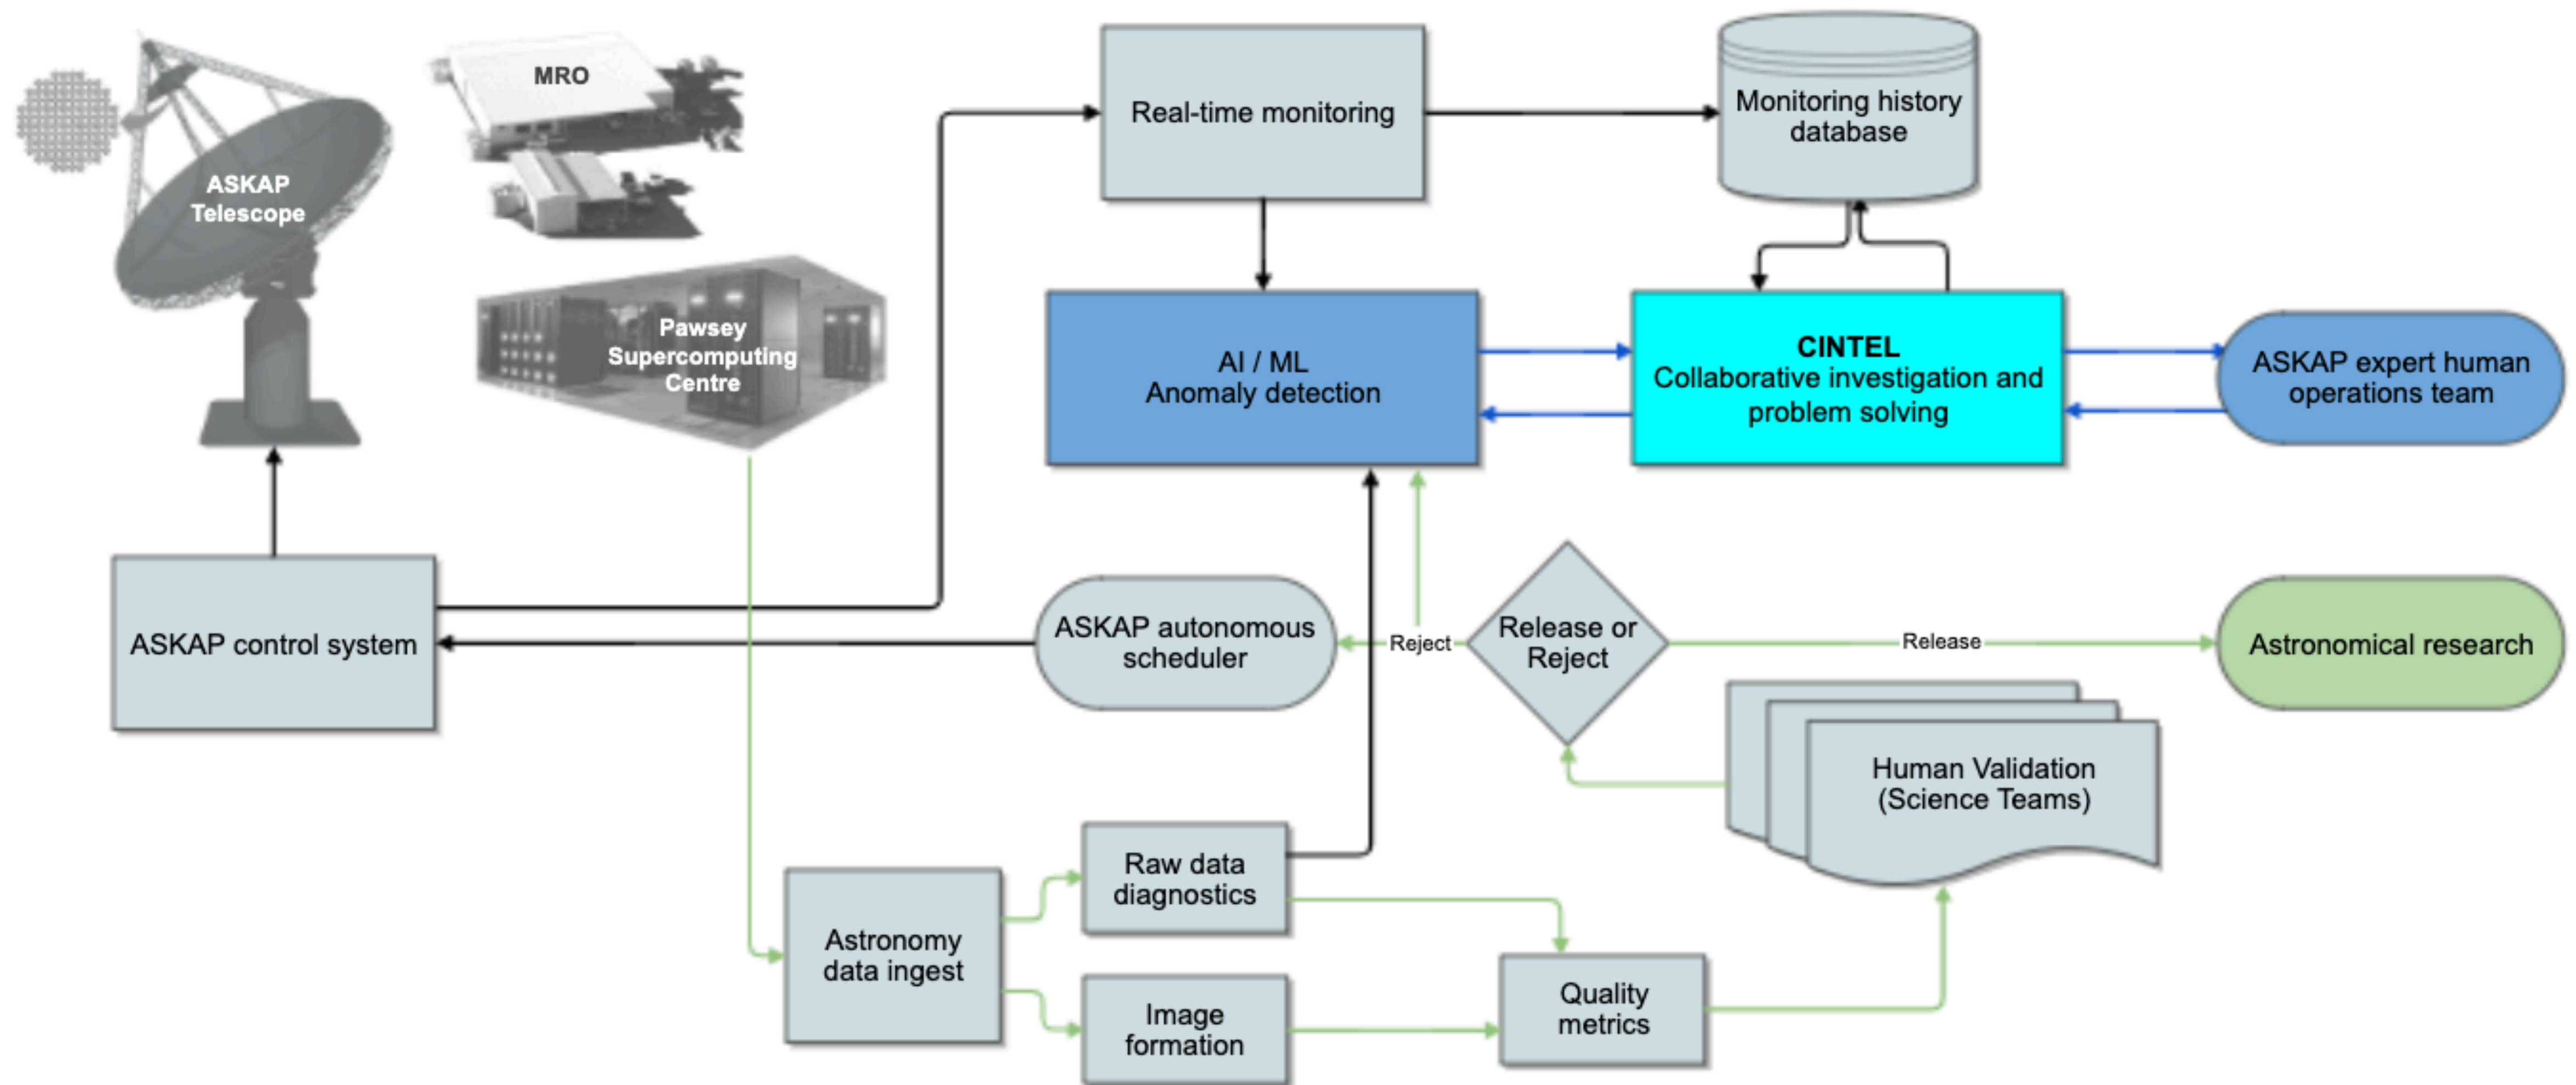 MRO
ASKAP
Telescope
Pawsey
Supercomputing
Centre
Real-time monitoring
Monitoring history
database
AI / ML
Anomaly detection
CINTEL
Collaborative investigation and
problem solving
ASKAP expert human
operations team
ASKAP control system
ASKAP autonomous
scheduler
Reject
Release or
Reject
Release
Astronomical research
Human Validation
(Science Teams)
Raw data
diagnostics
Astronomy
data ingest
Image
formation
Quality
metrics